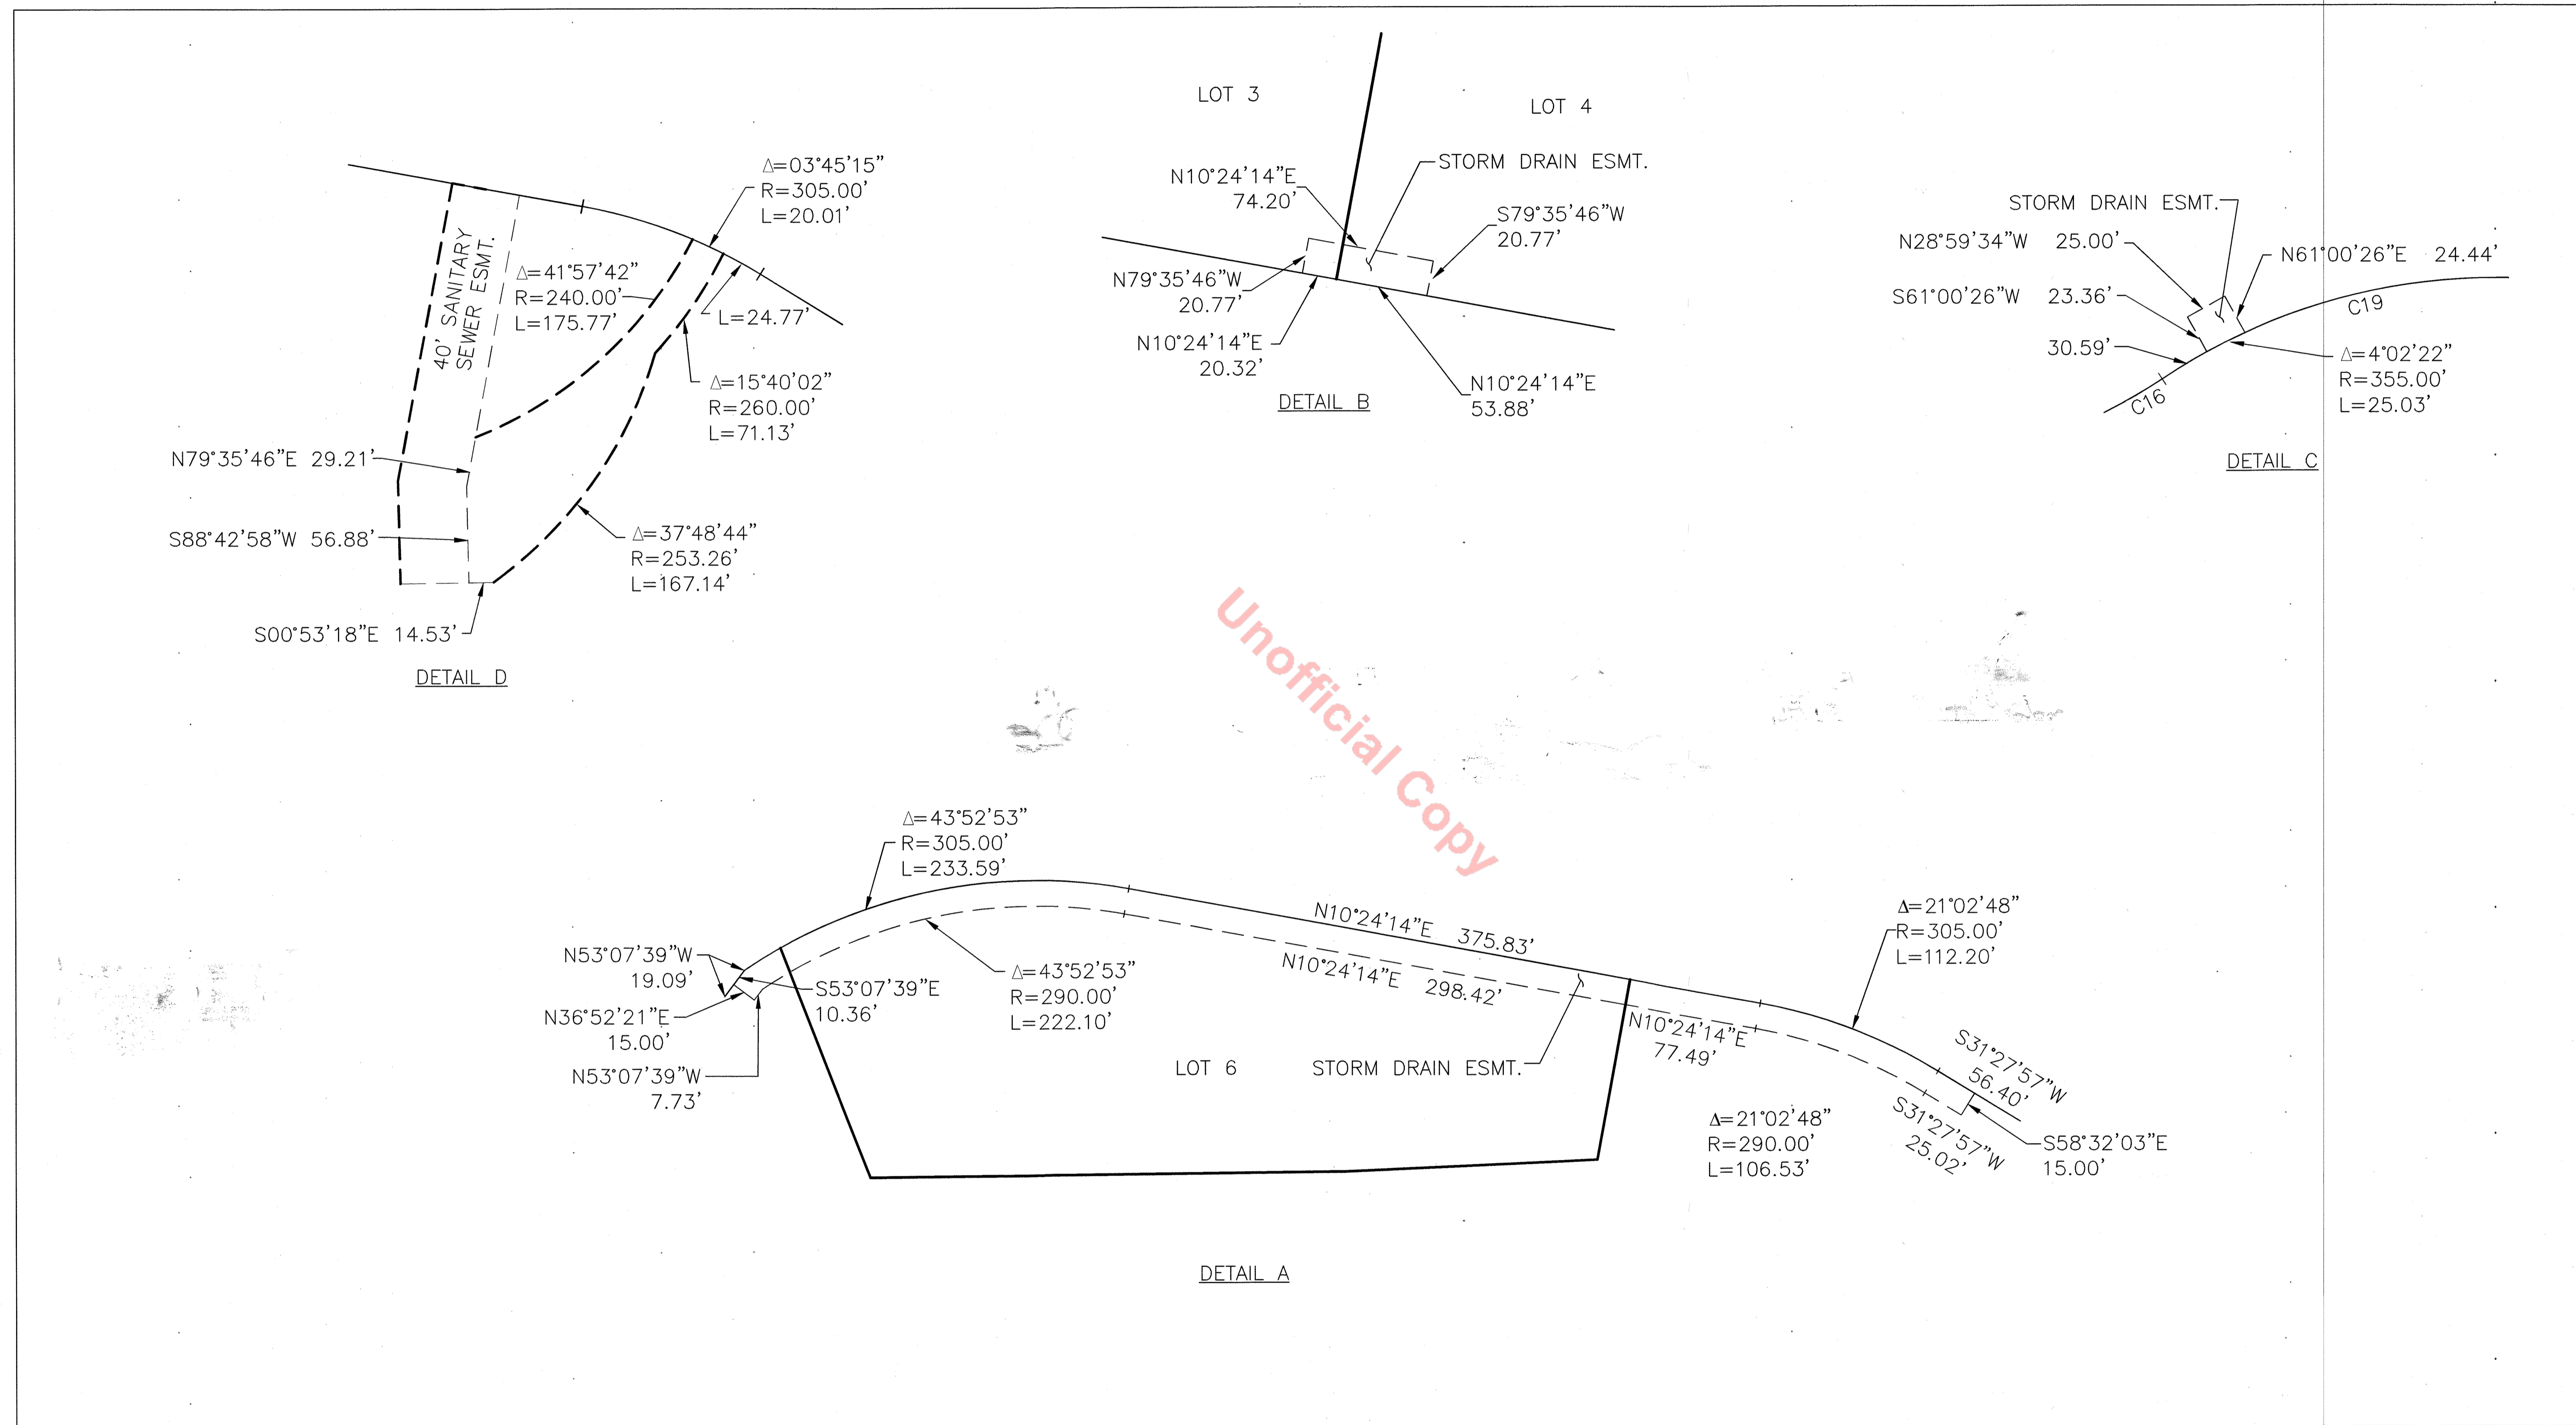 LOT 3
LOT 4
STORM DRAIN ESMT.
N10°24'14"E
74.20'
S79°35'46"W
20.77'
N79°35'46"W
20.77'
N10°24'14"E
20.32'
N10°24'14"E
53.88'
DETAIL B
Δ=03°45'15"
R=305.00'
L=20.01'
40' SANITARY
SEWER ESMT.
Δ=41°57'42"
R=240.00'
L=175.77'
L=24.77'
Δ=15°40'02"
R=260.00'
L=71.13'
N79°35'46"E 29.21'
S88°42'58"W 56.88'
Δ=37°48'44"
R=253.26'
L=167.14'
S00°53'18"E 14.53'
DETAIL D
STORM DRAIN ESMT.
N28°59'34"W 25.00'
N61°00'26"E 24.44'
S61°00'26"W 23.36'
C19
30.59'
Δ=4°02'22"
R=355.00'
L=25.03'
C16
DETAIL C
Unofficial Copy
Δ=43°52'53"
R=305.00'
L=233.59'
N53°07'39"W
19.09'
S53°07'39"E
10.36'
N36°52'21"E
15.00'
N53°07'39"W
7.73'
Δ=43°52'53"
R=290.00'
L=222.10'
N10°24'14"E 375.83'
N10°24'14"E 298.42'
LOT 6
STORM DRAIN ESMT.
N10°24'14"E
77.49'
Δ=21°02'48"
R=305.00'
L=112.20'
S31°27'57"W
56.40'
S31°27'57"W
25.02'
Δ=21°02'48"
R=290.00'
L=106.53'
S58°32'03"E
15.00'
DETAIL A